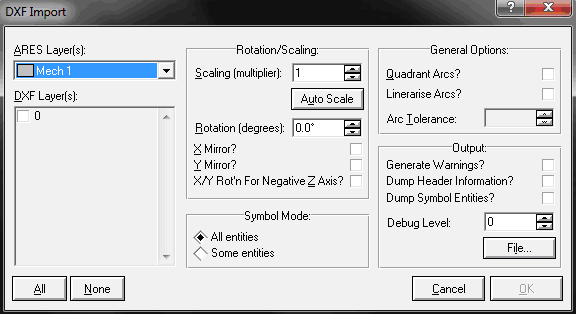 DXF Import
ARES Layer(s):
Mech 1
DXF Layer(s):
0
All
None
Rotation/Scaling:
Scaling (multiplier):
1
Auto Scale
Rotation (degrees):
0.0°
X Mirror?
Y Mirror?
X/Y Rot'n For Negative Z Axis?
Symbol Mode:
All entities
Some entities
General Options:
Quadrant Arcs?
Linerarise Arcs?
Arc Tolerance:
Output:
Generate Warnings?
Dump Header Information?
Dump Symbol Entities?
Debug Level:
0
File...
Cancel
OK